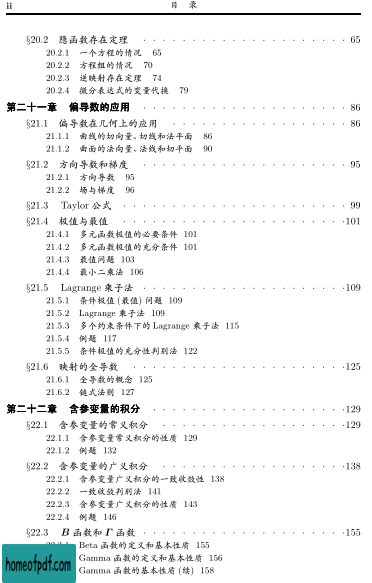 ii 目 录
§20.2 隐函数存在定理 65
20.2.1 一个方程的情况 65
20.2.2 方程组的情况 70
20.2.3 逆映射存在定理 74
20.2.4 微分表达式的变量代换 79
第二十一章 偏导数的应用 86
§21.1 偏导数在几何上的应用 86
21.1.1 曲线的切向量、切线和法平面 86
21.1.2 曲面的法向量、法线和切平面 90
§21.2 方向导数和梯度 95
21.2.1 方向导数 95
21.2.2 场与梯度 96
§21.3 Taylor 公式 99
§21.4 极值与最值 101
21.4.1 多元函数极值的必要条件 101
21.4.2 多元函数极值的充分条件 101
21.4.3 最值问题 103
21.4.4 最小二乘法 106
§21.5 Lagrange 乘子法 109
21.5.1 条件极值 (最值) 问题 109
21.5.2 Lagrange 乘子法 109
21.5.3 多个约束条件下的 Lagrange 乘子法 115
21.5.4 例题 117
21.5.5 条件极值的充分性判别法 122
§21.6 映射的全导数 125
21.6.1 全导数的概念 125
21.6.2 链式法则 127
第二十二章 含参变量的积分 129
§22.1 含参变量的常义积分 129
22.1.1 含参变量常义积分的性质 129
22.1.2 例题 132
§22.2 含参变量的广义积分 138
22.2.1 含参变量广义积分的一致收敛性 138
22.2.2 一致收敛判别法 141
22.2.3 含参变量广义积分的性质 143
22.2.4 例题 146
§22.3 B 函数和 Γ 函数 155
Beta 函数的定义和基本性质 155
Gamma 函数的定义和基本性质 156
Gamma 函数的基本性质 (续) 158
homeofpdf.com